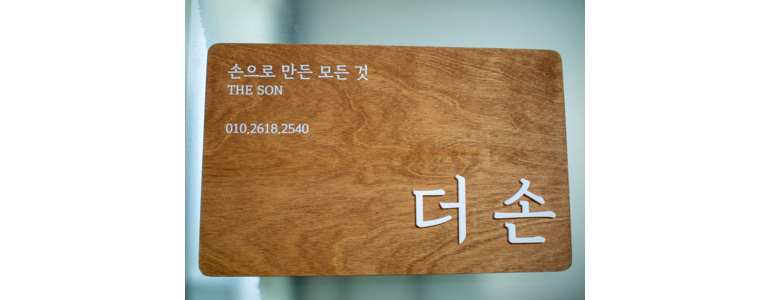 손으로 만든 모든 것
THE SON
010.2618.2540
더 손